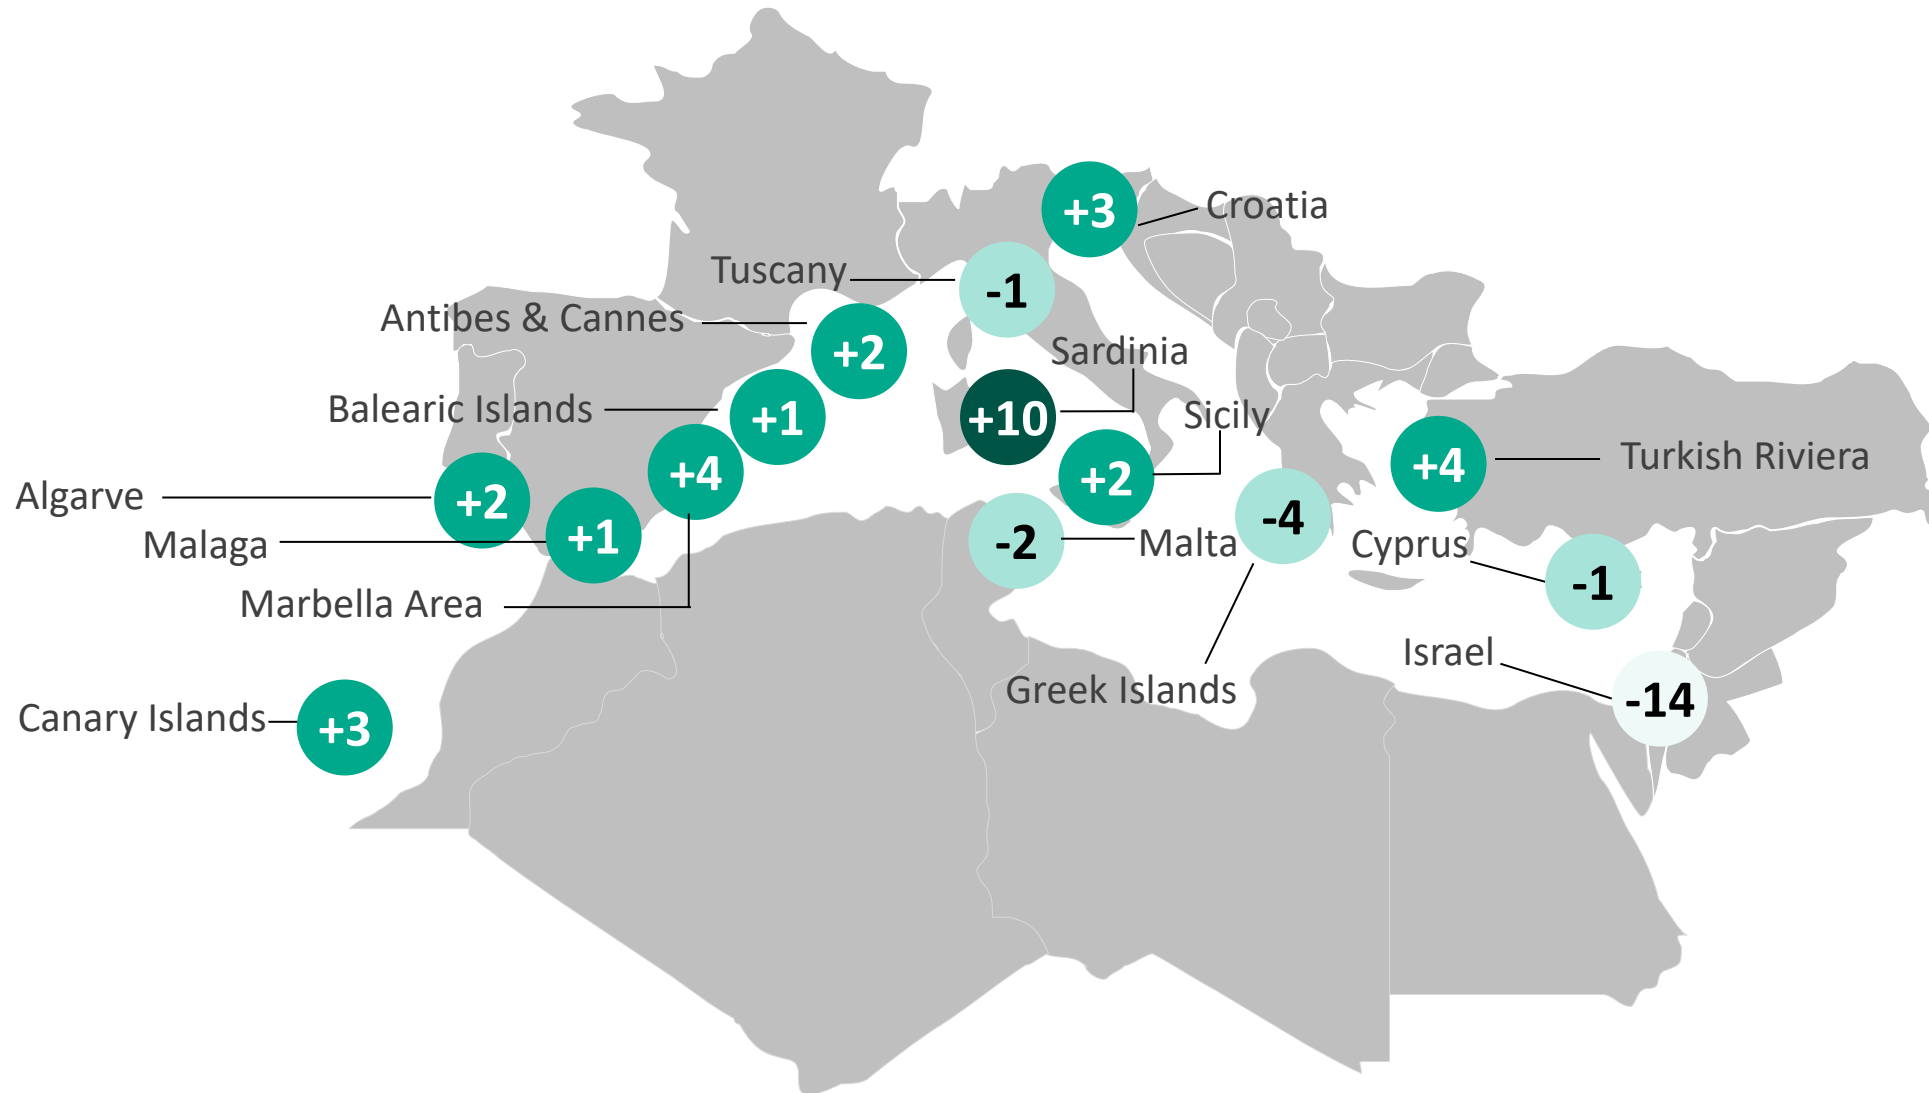 Croatia
+3
Tuscany
-1
Antibes & Cannes
+2
Sardinia
+10
Balearic Islands
+1
Sicily
+2
Turkish Riviera
+4
Marbella Area
+4
Algarve
+2
Malaga
+1
Malta
-2
Greek Islands
-4
Cyprus
-1
Israel
-14
Canary Islands
+3